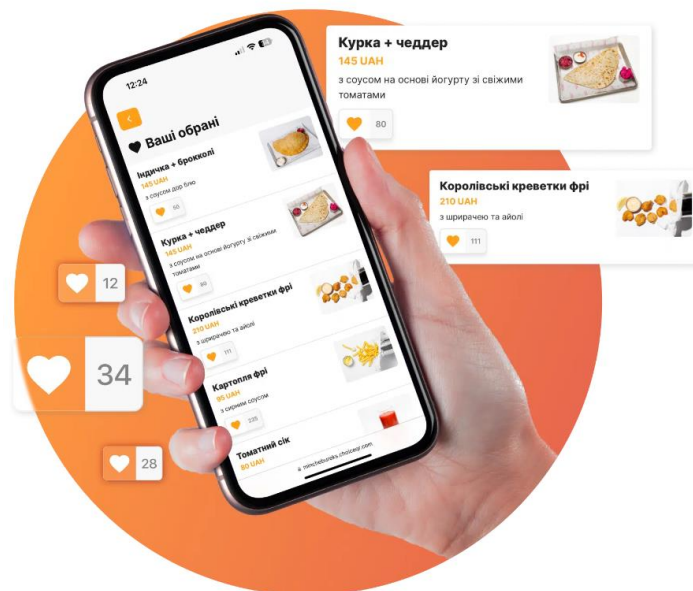 12:24
Ваші обрані
Індичка + брокколі
145 UAH
з соусом дор блю
Курка + чеддер
145 UAH
з соусом на основі йогурту зі свіжими
томатами
80
Королівські креветки фрі
210 UAH
з шрирачею та айолі
111
Картопля фрі
95 UAH
з сирним соусом
235
Томатний сік
80 UAH
Курка + чеддер
145 UAH
з соусом на основі йогурту зі свіжими
томатами
80
Королівські креветки фрі
210 UAH
з шрирачею та айолі
111
12
34
28